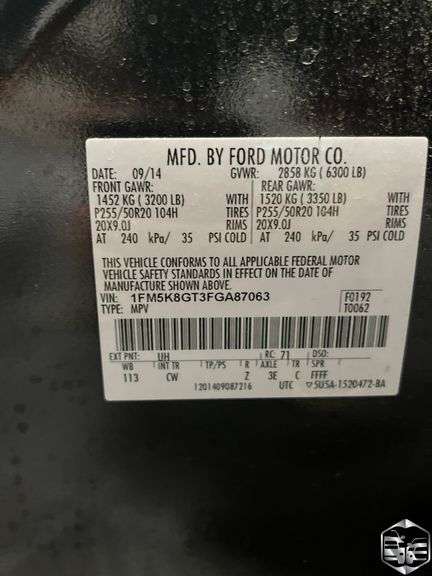 MFD. BY FORD MOTOR CO.
DATE: 09/14 GVWR: 2858 KG ( 6300 LB)
FRONT GAWR: REAR GAWR:
1452 KG ( 3200 LB) WITH 1520 KG ( 3350 LB) WITH
P255/50R20 104H TIRES P255/50R20 104H TIRES
20X9.0J RIMS 20X9.0J RIMS
AT 240 kPa/ 35 PSI COLD AT 240 kPa/ 35 PSI COLD
THIS VEHICLE CONFORMS TO ALL APPLICABLE FEDERAL MOTOR
VEHICLE SAFETY STANDARDS IN EFFECT ON THE DATE OF
MANUFACTURE SHOWN ABOVE.
VIN: 1FM5K8GT3FGA87063 F0192
TYPE: MPV T0062
EXT PNT: UH RC: 71 DSO:
WB INT TR TP/PS R AXLE TR SPR
113 CW Z 3E C FFFF
1201409087216 UTC ▽5U5A-1520472-BA